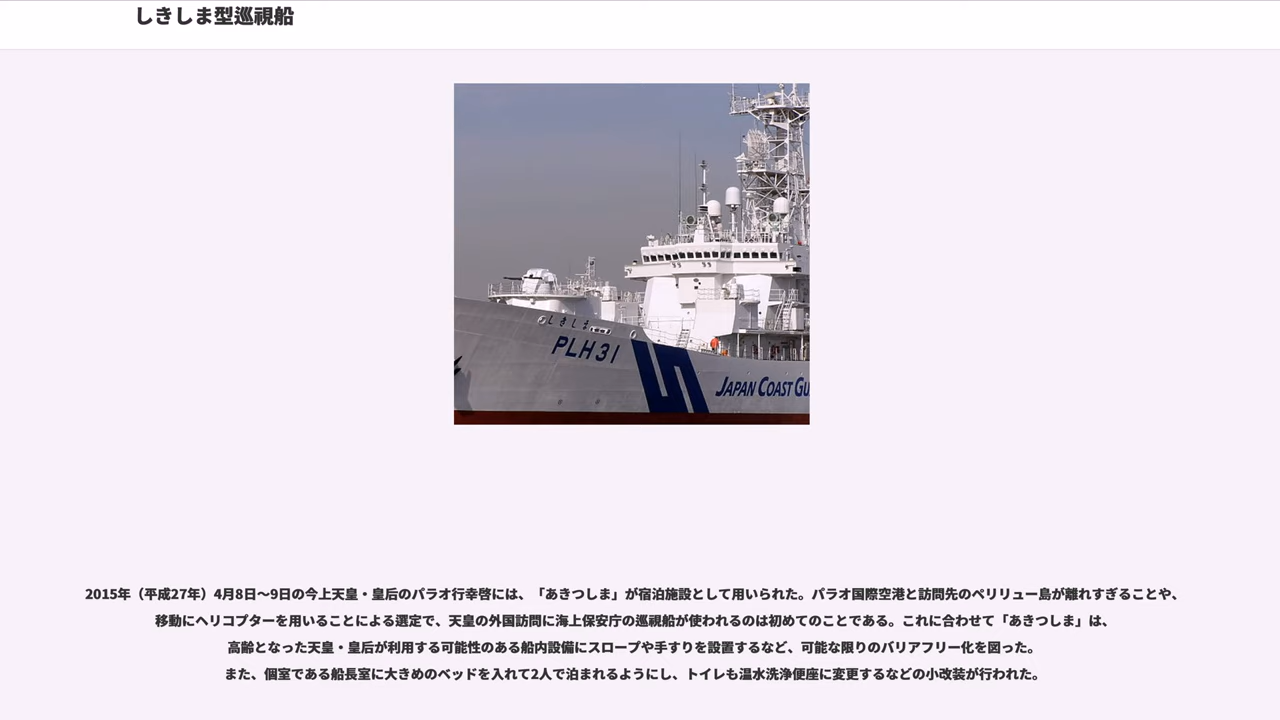 しきしま型巡視船
しきしま
PLH31
JAPAN COAST GU
2015年（平成27年）4月8日〜9日の今上天皇・皇后のパラオ行幸啓には、「あきつしま」が宿泊施設として用いられた。パラオ国際空港と訪問先のペリリュー島が離れすぎることや、
移動にヘリコプターを用いることによる選定で、天皇の外国訪問に海上保安庁の巡視船が使われるのは初めてのことである。これに合わせて「あきつしま」は、
高齢となった天皇・皇后が利用する可能性のある船内設備にスロープや手すりを設置するなど、可能な限りのバリアフリー化を図った。
また、個室である船長室に大きめのベッドを入れて2人で泊まれるようにし、トイレも温水洗浄便座に変更するなどの小改装が行われた。